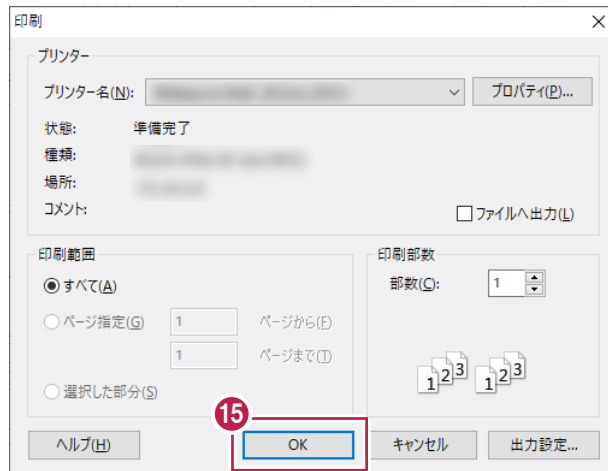 印刷
プリンター
プリンター名(N):
プロパティ(P)...
状態: 準備完了
種類:
場所:
コメント:
ファイルへ出力(L)
印刷範囲
すべて(A)
ページ指定(G) 1 ページから(F)
1 ページまで(T)
選択した部分(S)
印刷部数
部数(C): 1
1 2 3 1 2 3
15
ヘルプ(H) OK キャンセル 出力設定...